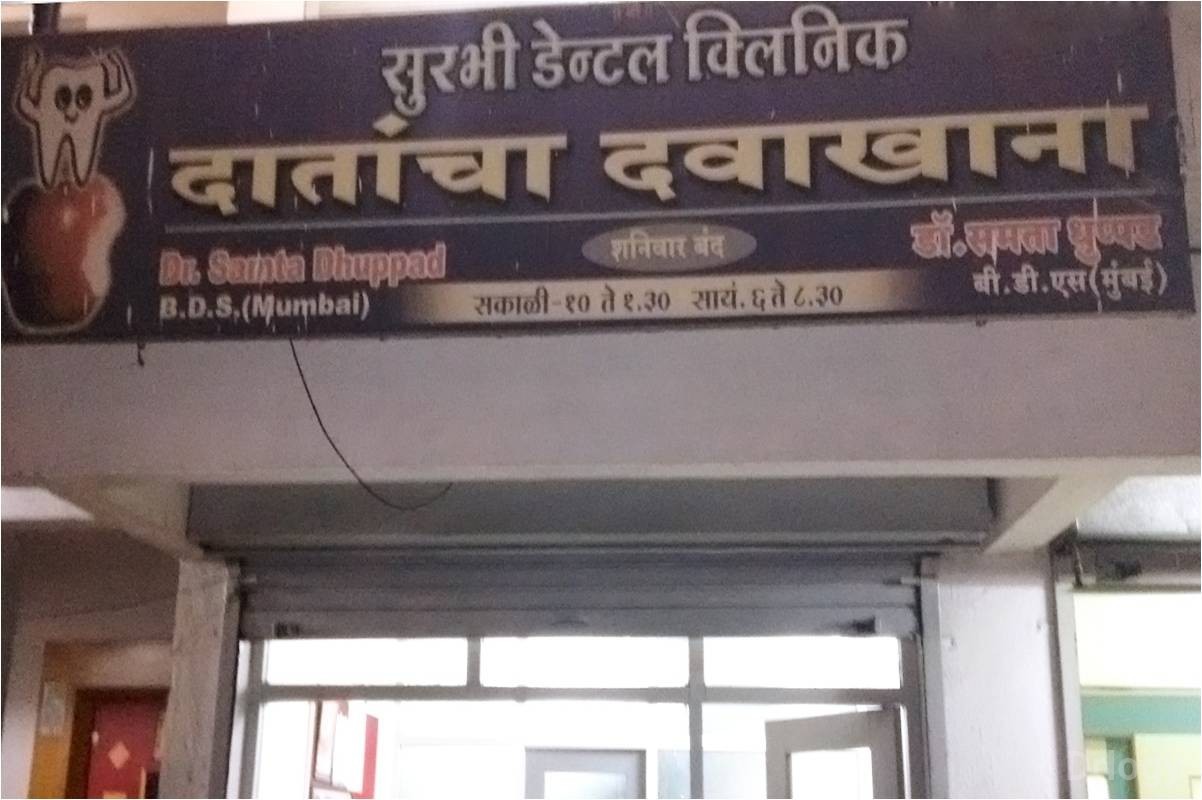 सुरभी डेन्टल क्लिनिक
दातांचा दवाखाना
Dr. Samta Dhuppad
B.D.S.(Mumbai)
शनिवार बंद
सकाळी-१० ते १.३० सायं. ६ ते ८.३०
डॉ. समता धुप्पड
बी.डी.एस(मुंबई)